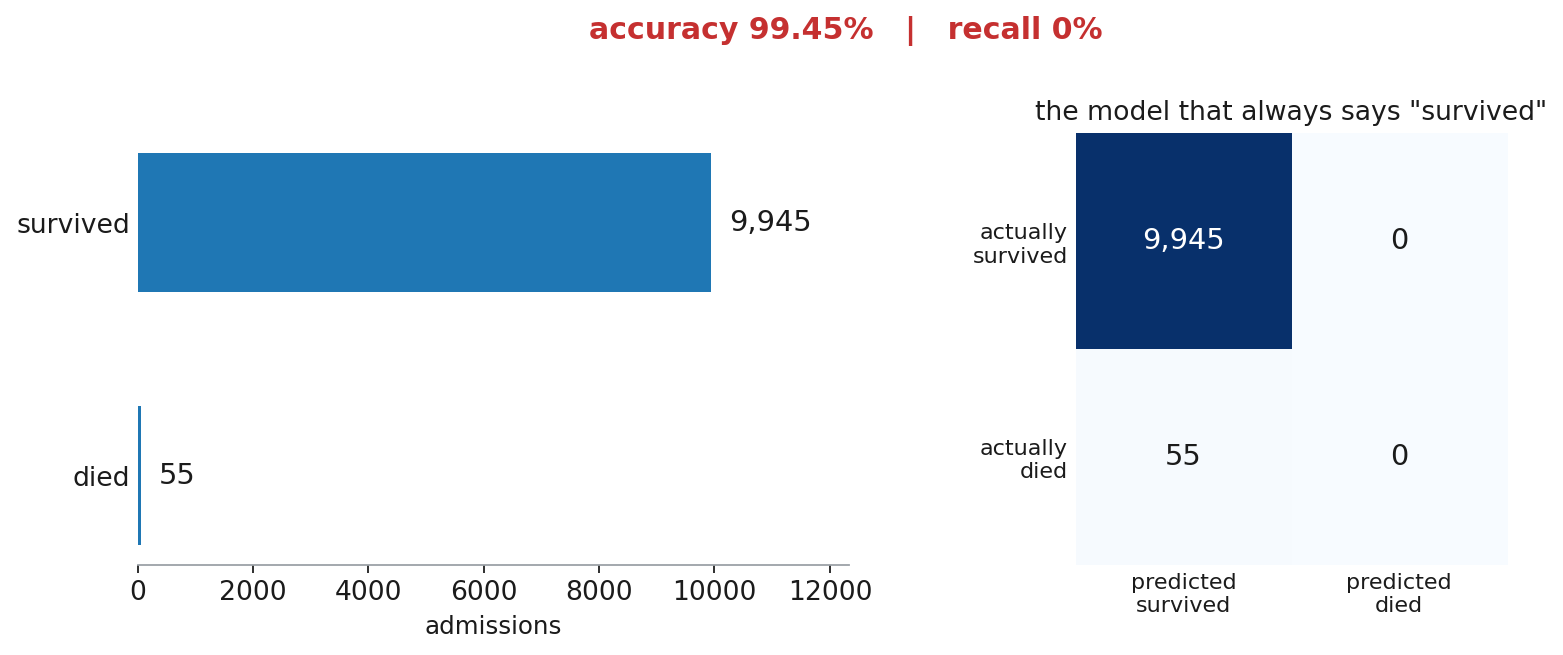 accuracy 99.45% | recall 0%
survived
9,945
died
55
0 2000 4000 6000 8000 10000 12000
admissions
the model that always says "survived"
actually
survived
9,945
0
actually
died
55
0
predicted
survived
predicted
died